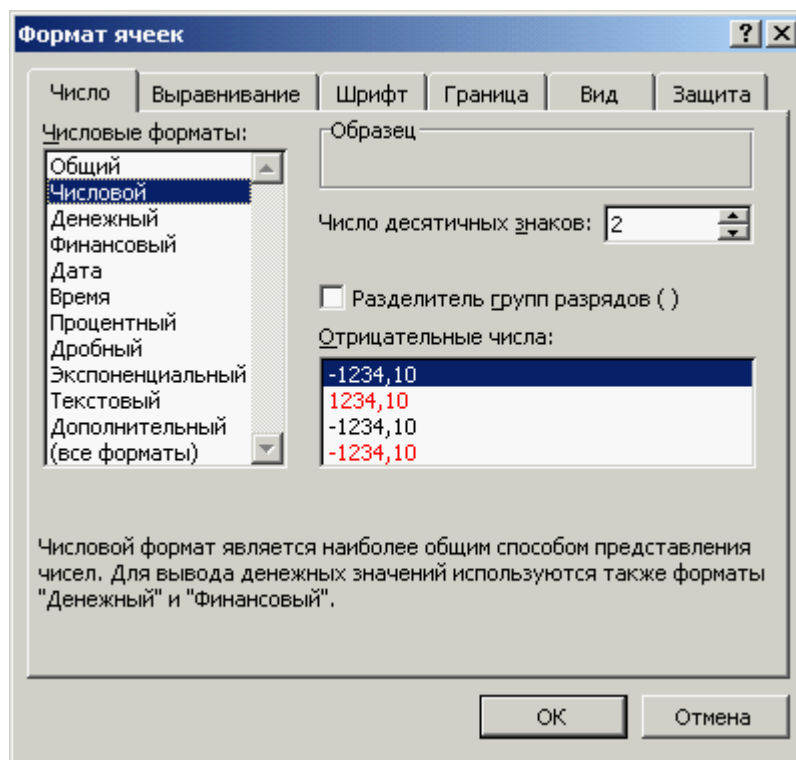 Формат ячеек
Число Выравнивание Шрифт Граница Вид Защита
Числовые форматы:
Общий
Числовой
Денежный
Финансовый
Дата
Время
Процентный
Дробный
Экспоненциальный
Текстовый
Дополнительный
(все форматы)
Образец
Число десятичных знаков: 2
Разделитель групп разрядов ( )
Отрицательные числа:
-1234,10
1234,10
-1234,10
-1234,10
Числовой формат является наиболее общим способом представления
чисел. Для вывода денежных значений используются также форматы
"Денежный" и "Финансовый".
ОК Отмена